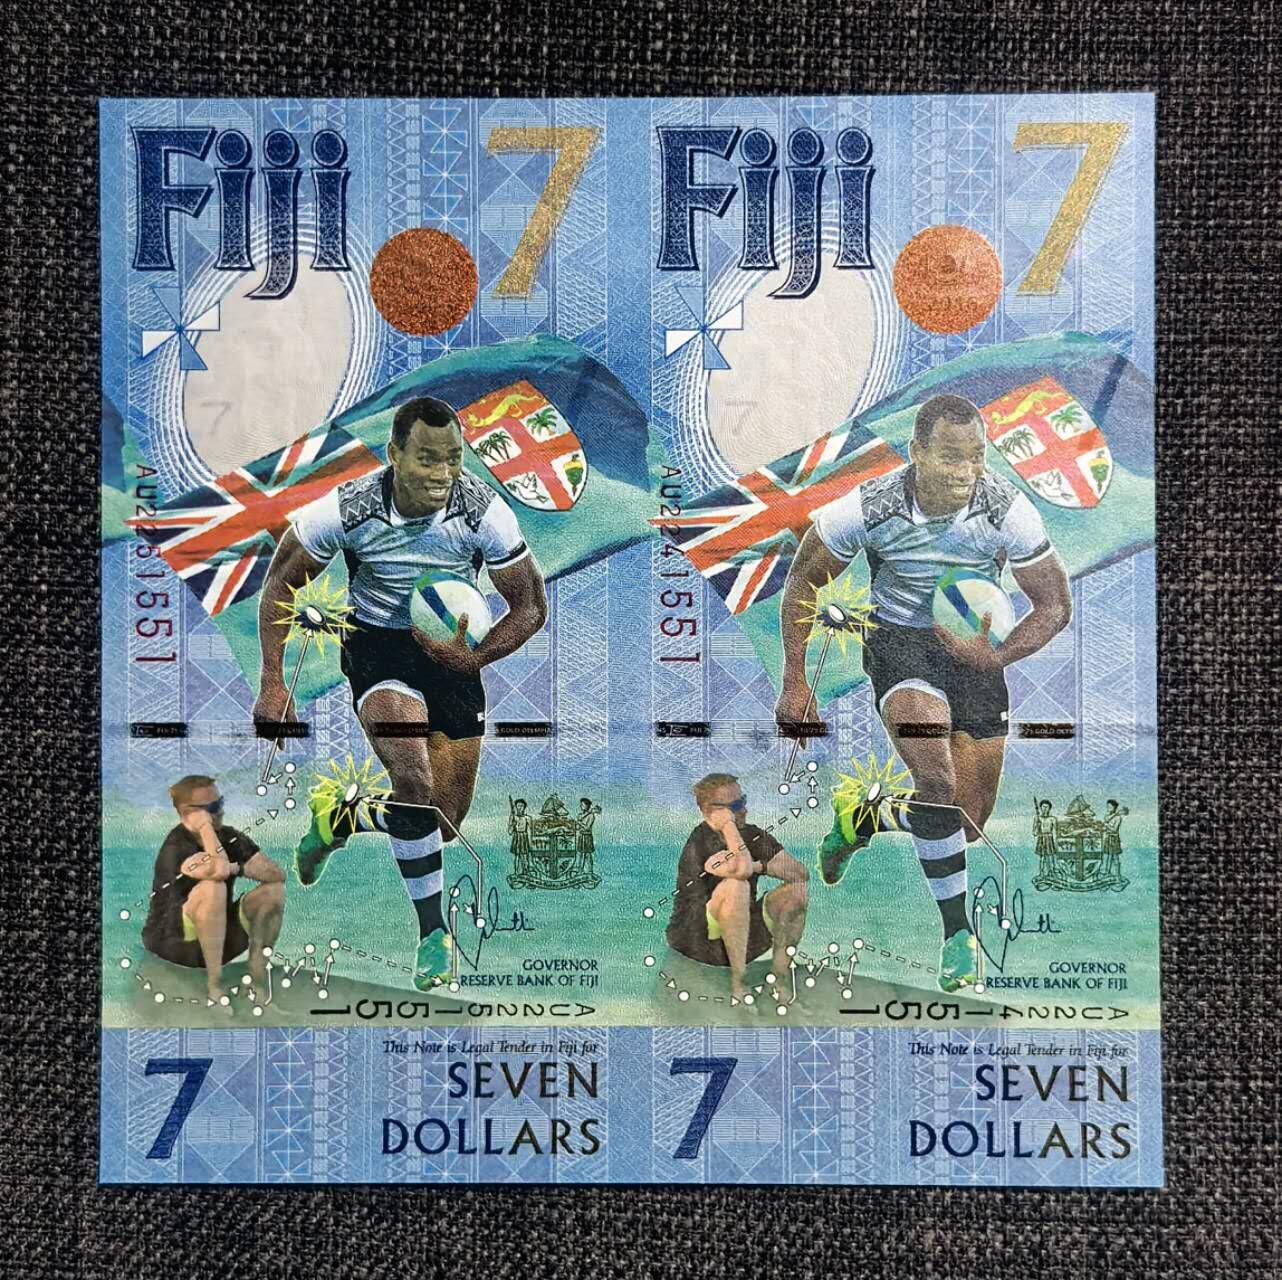 Fiji 7
7
AU2251551
GOVERNOR
RESERVE BANK OF FIJI
AU2251551
This Note is Legal Tender in Fiji for
7 SEVEN
DOLLARS
Fiji 7
7
AU2241551
GOVERNOR
RESERVE BANK OF FIJI
AU2241551
This Note is Legal Tender in Fiji for
7 SEVEN
DOLLARS